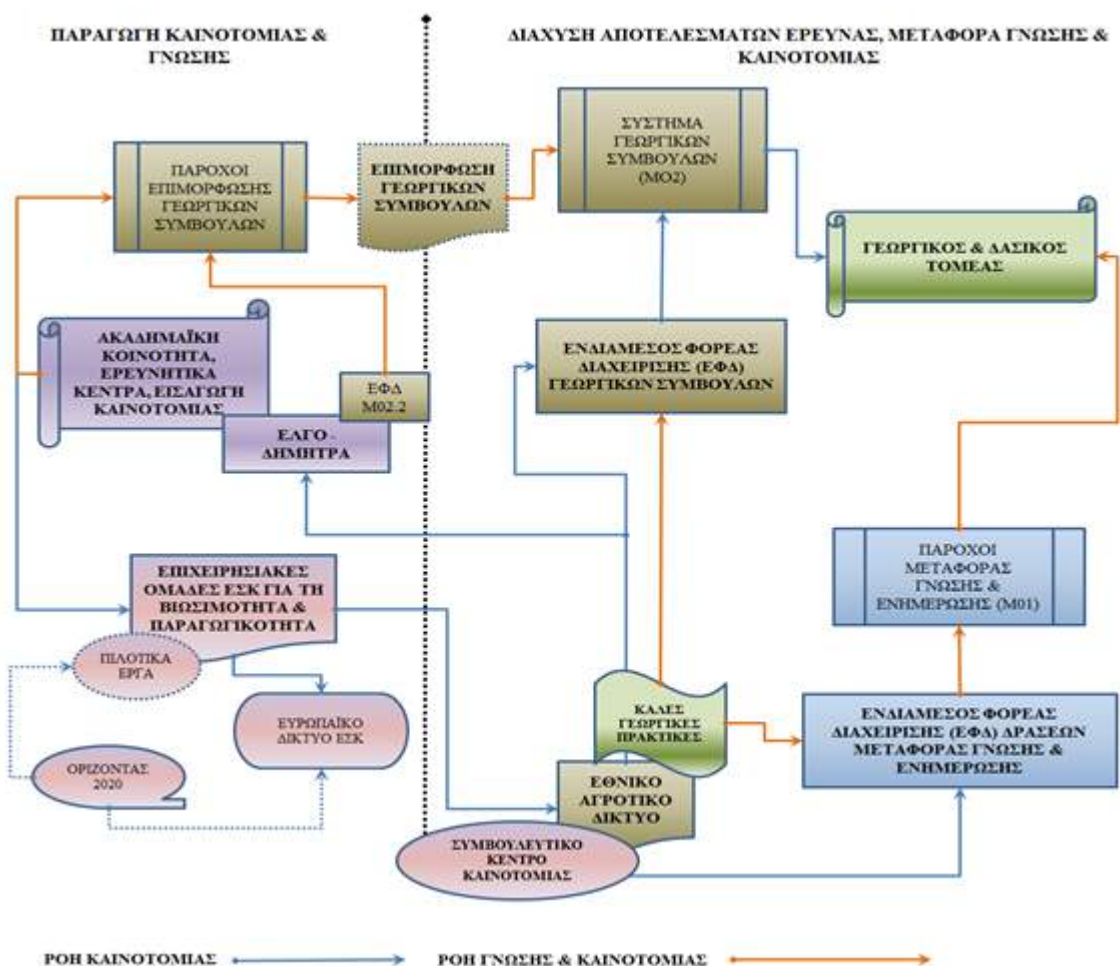 ΠΑΡΑΓΩΓΗ ΚΑΙΝΟΤΟΜΙΑΣ &
ΓΝΩΣΗΣ
ΔΙΑΧΥΣΗ ΑΠΟΤΕΛΕΣΜΑΤΩΝ ΕΡΕΥΝΑΣ, ΜΕΤΑΦΟΡΑ ΓΝΩΣΗΣ &
ΚΑΙΝΟΤΟΜΙΑΣ
ΠΑΡΟΧΟΙ
ΕΠΙΜΟΡΦΩΣΗΣ
ΓΕΩΡΓΙΚΩΝ
ΣΥΜΒΟΥΛΩΝ
ΕΠΙΜΟΡΦΩΣΗ
ΓΕΩΡΓΙΚΩΝ
ΣΥΜΒΟΥΛΩΝ
ΣΥΣΤΗΜΑ
ΓΕΩΡΓΙΚΩΝ
ΣΥΜΒΟΥΛΩΝ
(ΜΟ2)
ΓΕΩΡΓΙΚΟΣ & ΔΑΣΙΚΟΣ
ΤΟΜΕΑΣ
ΑΚΑΔΗΜΑΪΚΗ
ΚΟΙΝΟΤΗΤΑ,
ΕΡΕΥΝΗΤΙΚΑ
ΚΕΝΤΡΑ, ΕΙΣΑΓΩΓΗ
ΚΑΙΝΟΤΟΜΙΑΣ
ΕΦΔ
Μ02.2
ΕΛΓΟ -
ΔΗΜΗΤΡΑ
ΕΝΔΙΑΜΕΣΟΣ ΦΟΡΕΑΣ
ΔΙΑΧΕΙΡΙΣΗΣ (ΕΦΔ)
ΓΕΩΡΓΙΚΩΝ ΣΥΜΒΟΥΛΩΝ
ΕΠΙΧΕΙΡΗΣΙΑΚΕΣ
ΟΜΑΔΕΣ ΕΣΚ ΓΙΑ ΤΗ
ΒΙΩΣΙΜΟΤΗΤΑ &
ΠΑΡΑΓΩΓΙΚΟΤΗΤΑ
ΠΙΛΟΤΙΚΑ
ΕΡΓΑ
ΕΥΡΩΠΑΪΚΟ
ΔΙΚΤΥΟ ΕΣΚ
ΟΡΙΖΟΝΤΑΣ
2020
ΠΑΡΟΧΟΙ
ΜΕΤΑΦΟΡΑΣ
ΓΝΩΣΗΣ &
ΕΝΗΜΕΡΩΣΗΣ (Μ01)
ΚΑΛΕΣ
ΓΕΩΡΓΙΚΕΣ
ΠΡΑΚΤΙΚΕΣ
ΕΝΔΙΑΜΕΣΟΣ ΦΟΡΕΑΣ
ΔΙΑΧΕΙΡΙΣΗΣ (ΕΦΔ) ΔΡΑΣΕΩΝ
ΜΕΤΑΦΟΡΑΣ ΓΝΩΣΗΣ &
ΕΝΗΜΕΡΩΣΗΣ
ΕΘΝΙΚΟ
ΑΓΡΟΤΙΚΟ
ΔΙΚΤΥΟ
ΣΥΜΒΟΥΛΕΥΤΙΚΟ
ΚΕΝΤΡΟ
ΚΑΙΝΟΤΟΜΙΑΣ
ΡΟΗ ΚΑΙΝΟΤΟΜΙΑΣ
ΡΟΗ ΓΝΩΣΗΣ & ΚΑΙΝΟΤΟΜΙΑΣ